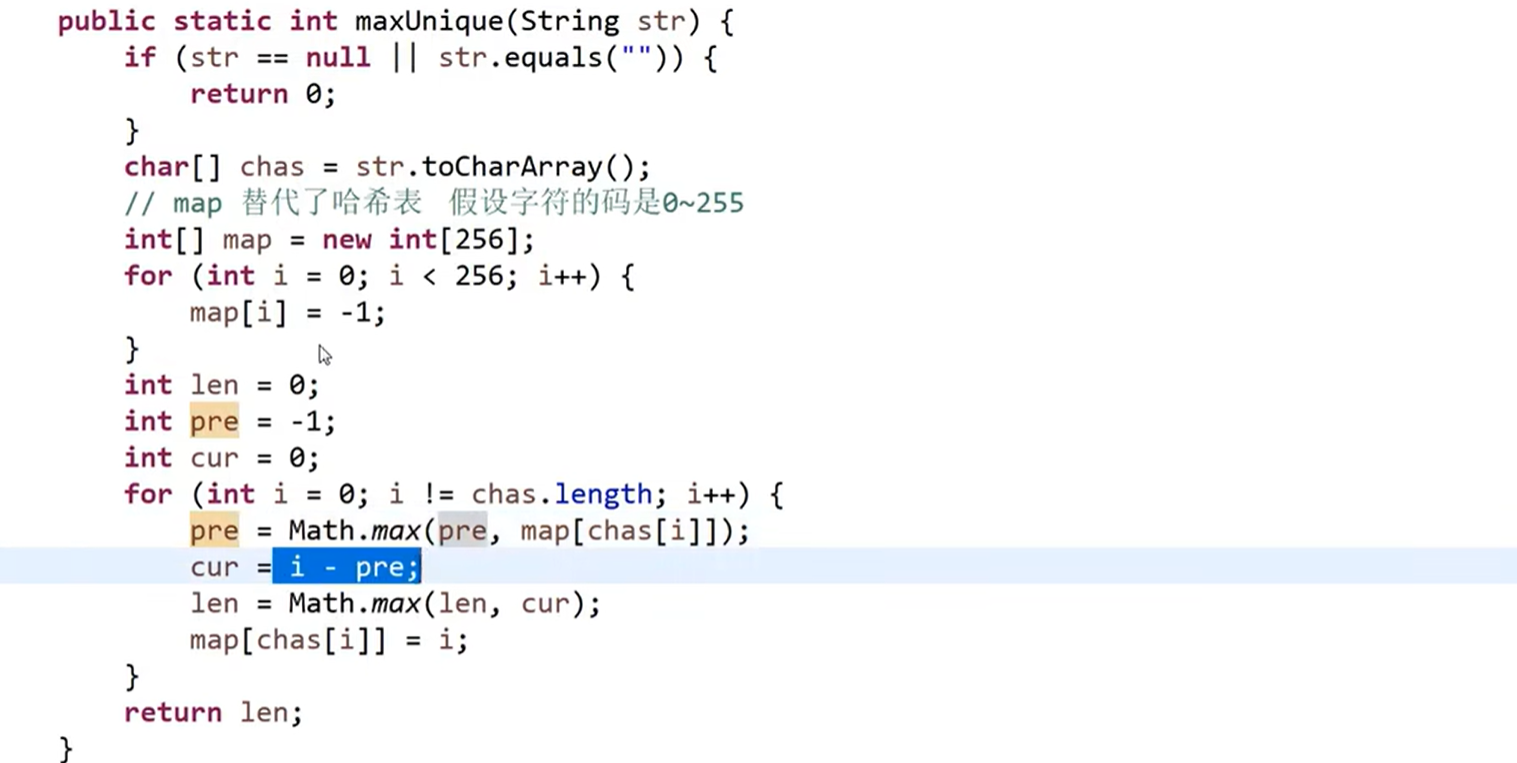 public static int maxUnique(String str) {
if (str == null || str.equals("")) {
return 0;
}
char[] chas = str.toCharArray();
// map 替代了哈希表 假设字符的码是0~255
int[] map = new int[256];
for (int i = 0; i < 256; i++) {
map[i] = -1;
}
int len = 0;
int pre = -1;
int cur = 0;
for (int i = 0; i != chas.length; i++) {
pre = Math.max(pre, map[chas[i]]);
cur = i - pre;
len = Math.max(len, cur);
map[chas[i]] = i;
}
return len;
}